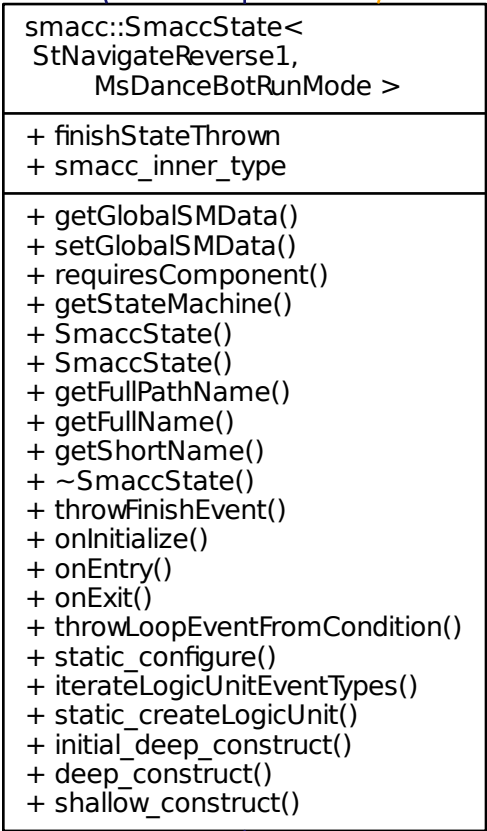 smacc::SmaccState<
StNavigateReverse1,
MsDanceBotRunMode >
+ finishStateThrown
+ smacc_inner_type
+ getGlobalSMData()
+ setGlobalSMData()
+ requiresComponent()
+ getStateMachine()
+ SmaccState()
+ SmaccState()
+ getFullPathName()
+ getFullName()
+ getShortName()
+ ~SmaccState()
+ throwFinishEvent()
+ onInitialize()
+ onEntry()
+ onExit()
+ throwLoopEventFromCondition()
+ static_configure()
+ iterateLogicUnitEventTypes()
+ static_createLogicUnit()
+ initial_deep_construct()
+ deep_construct()
+ shallow_construct()